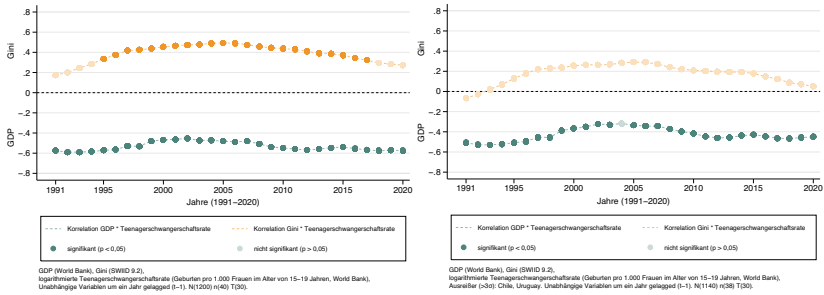 .8
.6
.4
.2
0
-.2
-.4
-.6
-.8
Gini
GDP
1991
1995
2000
2005
2010
2015
2020
Jahre (1991–2020)
Korrelation GDP * Teenagerschwangerschaftsrate
Korrelation Gini * Teenagerschwangerschaftsrate
signifikant (p < 0,05)
nicht signifikant (p > 0,05)
GDP (World Bank), Gini (SWIID 9.2),
logarithmierte Teenagerschwangerschaftsrate (Geburten pro 1.000 Frauen im Alter von 15–19 Jahren, World Bank),
Unabhängige Variablen um ein Jahr gelagged (t–1). N(1200) n(40) T(30).
.8
.6
.4
.2
0
-.2
-.4
-.6
-.8
Gini
GDP
1991
1995
2000
2005
2010
2015
2020
Jahre (1991–2020)
Korrelation GDP * Teenagerschwangerschaftsrate
Korrelation Gini * Teenagerschwangerschaftsrate
signifikant (p < 0,05)
nicht signifikant (p > 0,05)
GDP (World Bank), Gini (SWIID 9.2),
logarithmierte Teenagerschwangerschaftsrate (Geburten pro 1.000 Frauen im Alter von 15–19 Jahren, World Bank),
Ausreißer (>3σ): Chile, Uruguay. Unabhängige Variablen um ein Jahr gelagged (t–1). N(1140) n(38) T(30).